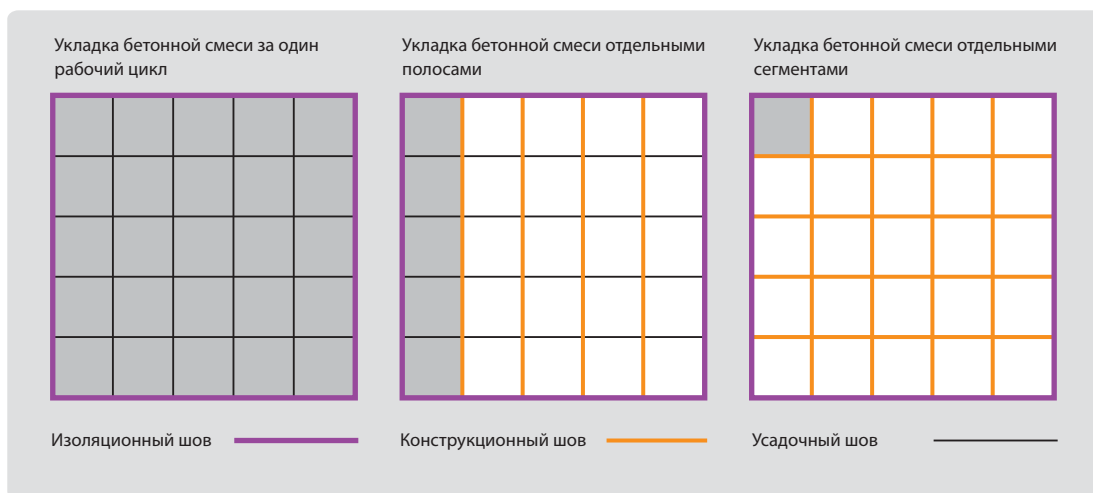 Укладка бетонной смеси за один
рабочий цикл
Укладка бетонной смеси отдельными
полосами
Укладка бетонной смеси отдельными
сегментами
Изоляционный шов
Конструкционный шов
Усадочный шов